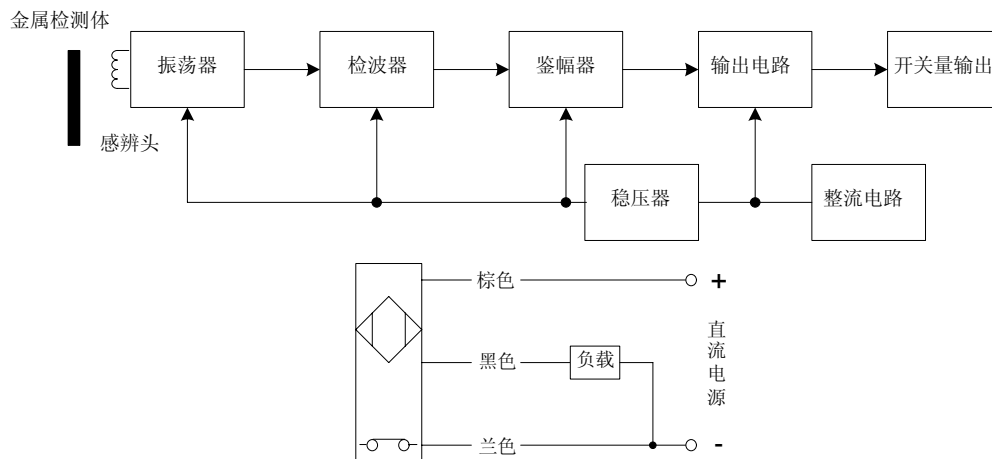 金属检测体
振荡器
检波器
鉴幅器
输出电路
开关量输出
感辨头
稳压器
整流电路
棕色
+
黑色
负载
直流电源
兰色
-